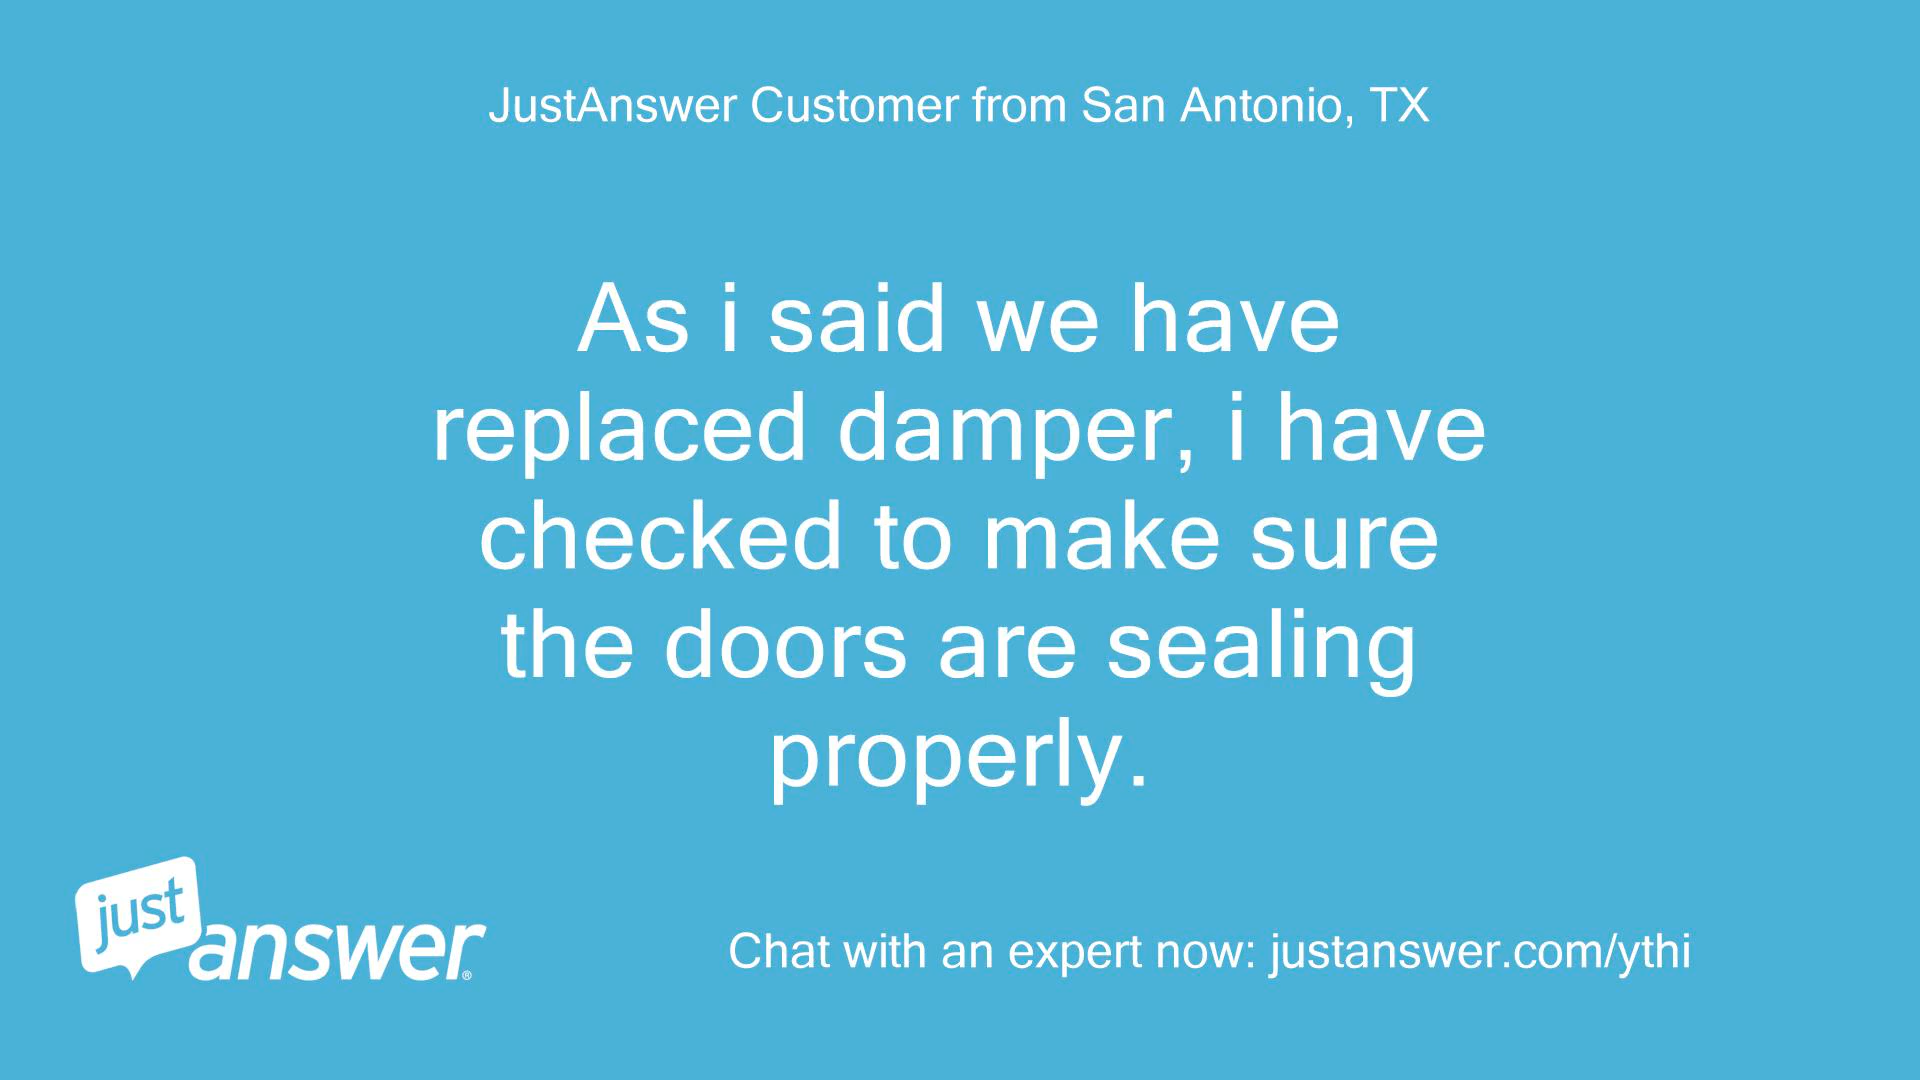 JustAnswer Customer from San Antonio, TX
As i said we have
replaced damper, i have
checked to make sure
the doors are sealing
properly.
just
answer®
Chat with an expert now: justanswer.com/ythi